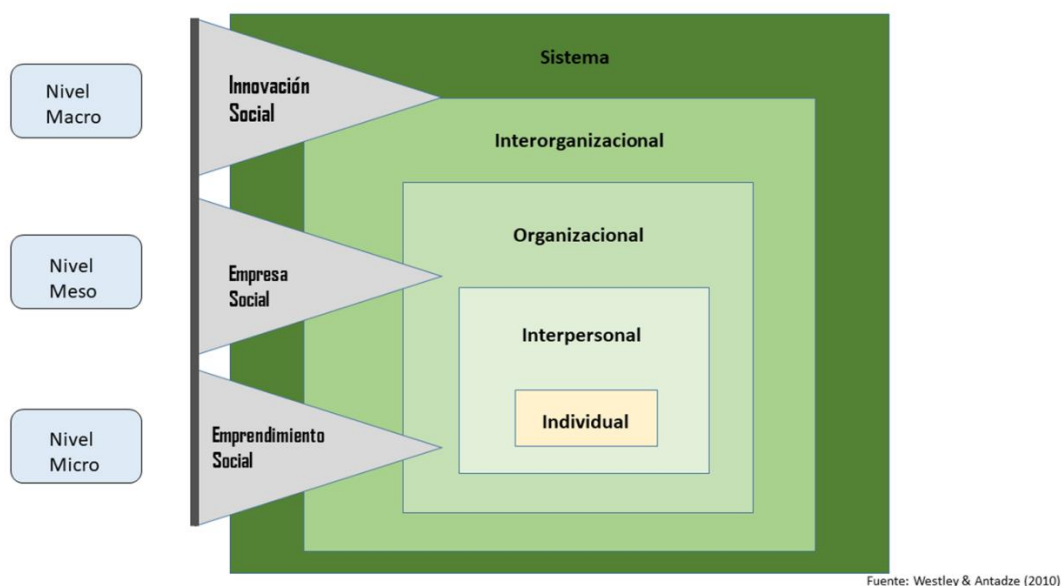 Nivel
Macro
Innovación
Social
Sistema
Interorganizacional
Nivel
Meso
Empresa
Social
Organizacional
Interpersonal
Individual
Nivel
Micro
Emprendimiento
Social
Fuente: Westley & Antadze (2010)